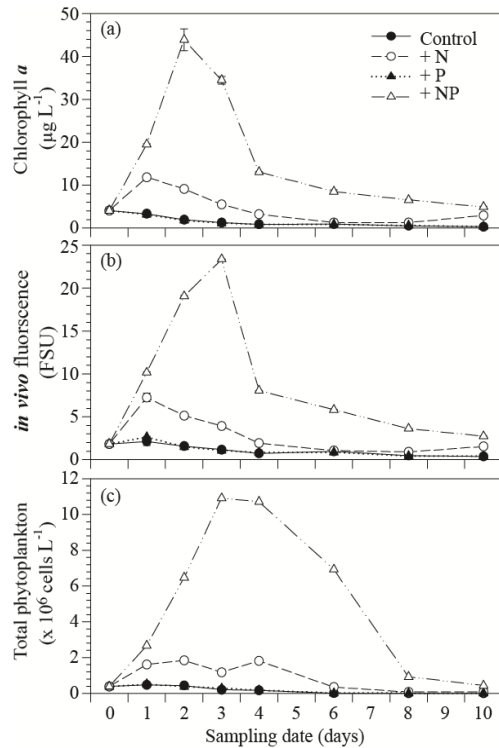 (a)
Control
+ N
+ P
+ NP
Chlorophyll a
(µg L-1)
50
40
30
20
10
0
(b)
in vivo fluorescence
(FSU)
25
20
15
10
5
0
(c)
Total phytoplankton
(x 10⁶ cells L-1)
12
10
8
6
4
2
0
0 1 2 3 4 5 6 7 8 9 10
Sampling date (days)